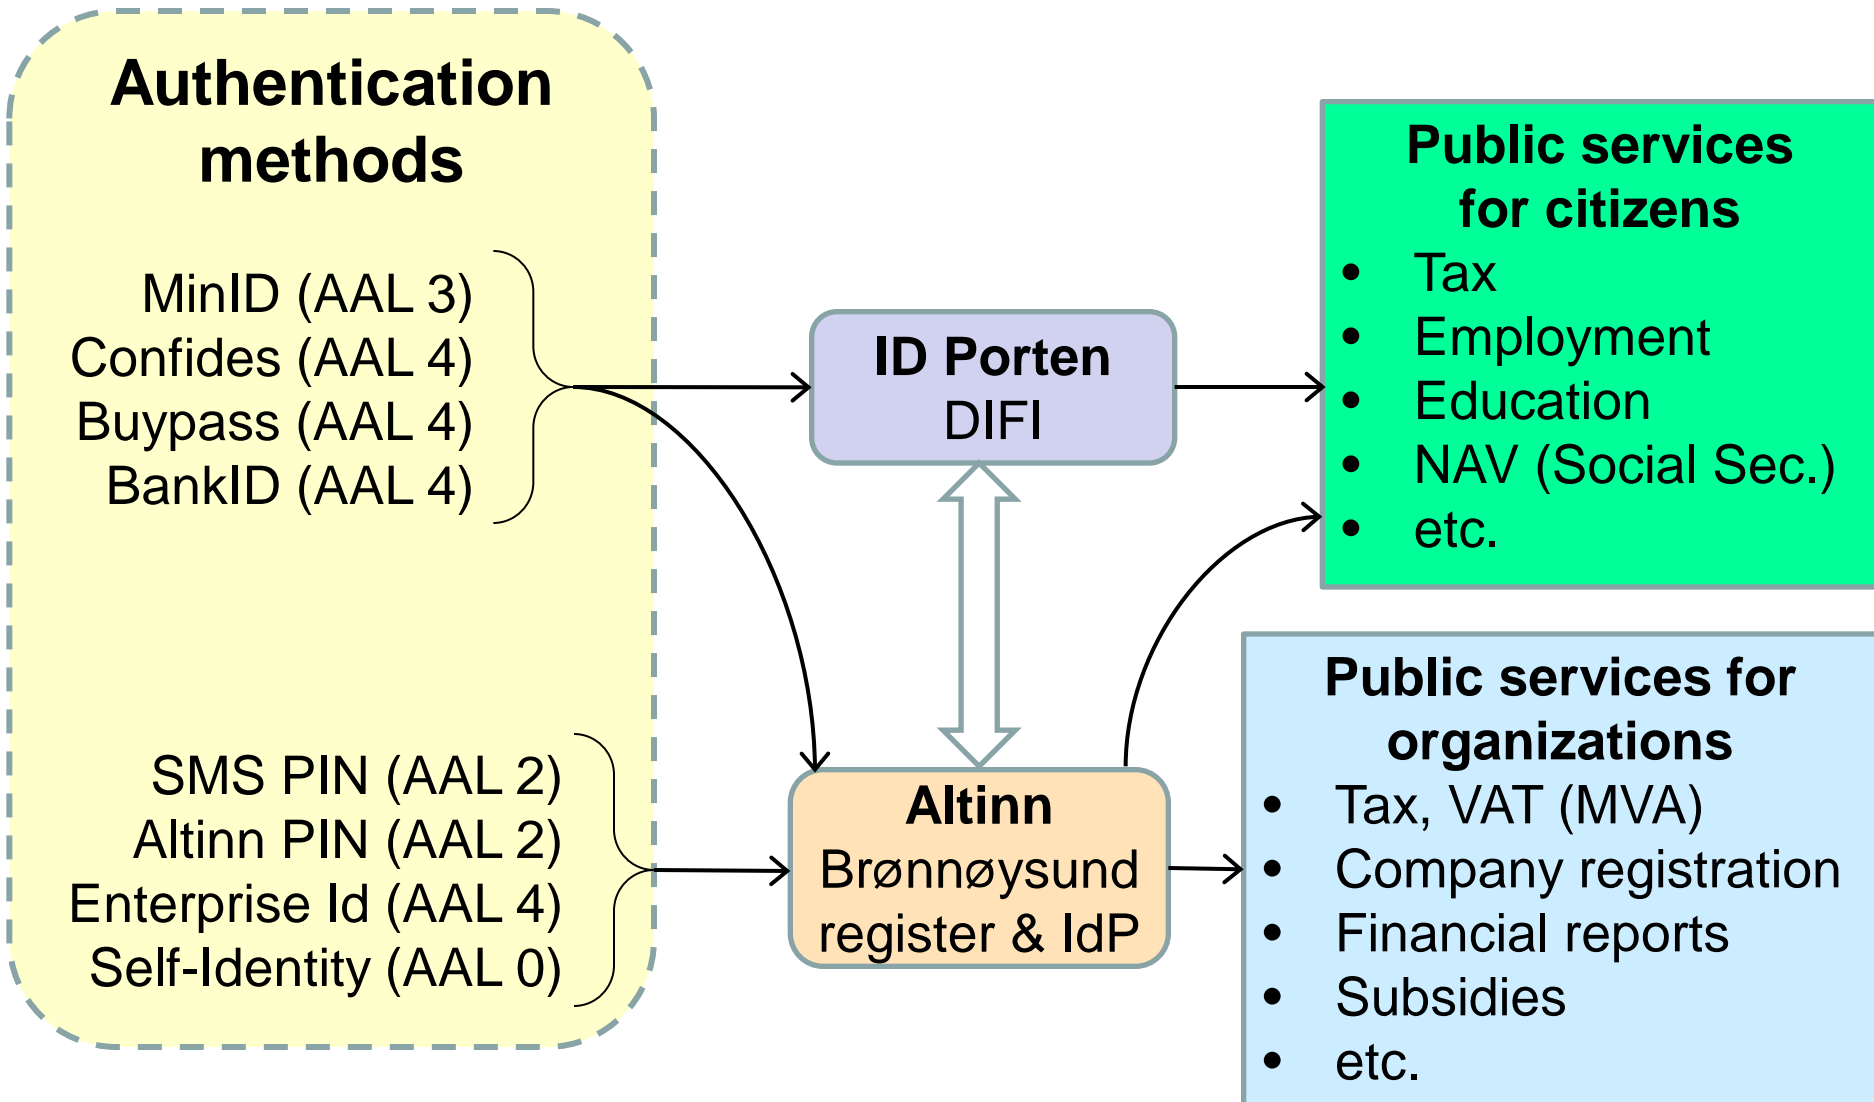 Authentication
methods
MinID (AAL 3)
Confides (AAL 4)
Buypass (AAL 4)
BankID (AAL 4)
SMS PIN (AAL 2)
Altinn PIN (AAL 2)
Enterprise Id (AAL 4)
Self-Identity (AAL 0)
ID Porten
DIFI
Altinn
Brønnøysund
register & IdP
Public services
for citizens
• Tax
• Employment
• Education
• NAV (Social Sec.)
• etc.
Public services for
organizations
• Tax, VAT (MVA)
• Company registration
• Financial reports
• Subsidies
• etc.